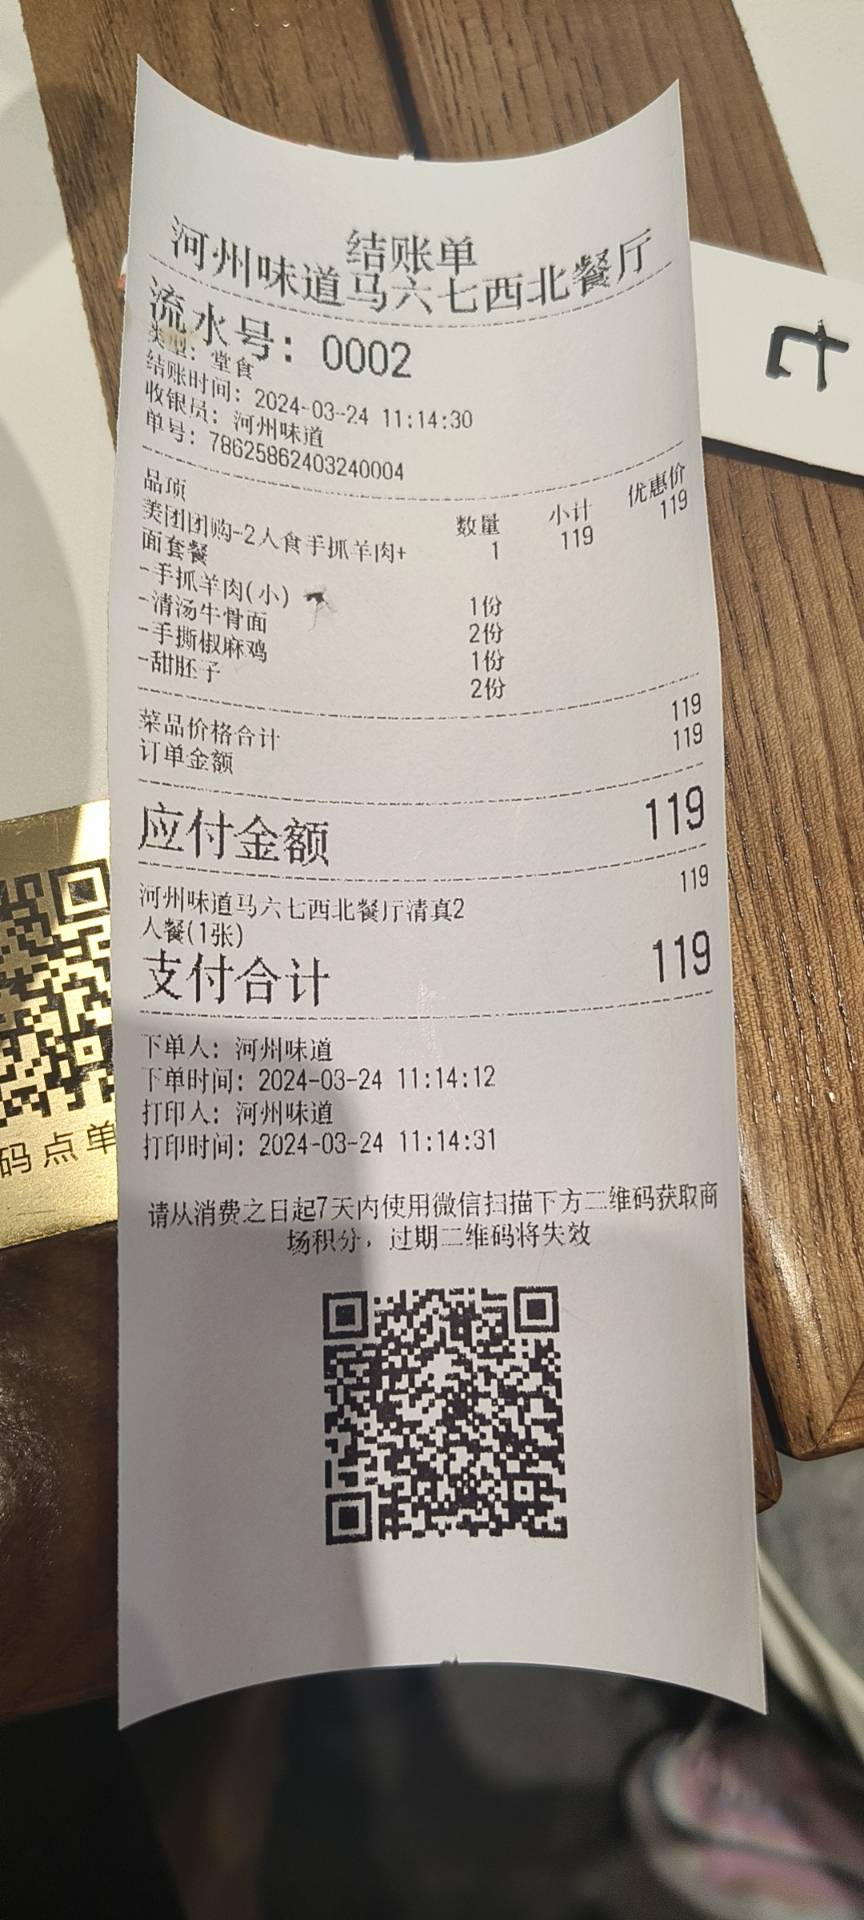 结账单
河州味道马六七西北餐厅
流水号：0002
类型：堂食
结账时间：2024-03-24 11:14:30
收银员：河州味道
单号：78625862403240004
品项 数量 小计 优惠价
美团团购-2人食手抓羊肉+ 1 119 119
面套餐
-手抓羊肉(小) 1份
-清汤牛骨面 2份
-手撕椒麻鸡 1份
-甜胚子 2份
菜品价格合计 119
订单金额 119
应付金额 119
河州味道马六七西北餐厅清真2 119
人餐(1张)
支付合计 119
下单人：河州味道
下单时间：2024-03-24 11:14:12
打印人：河州味道
打印时间：2024-03-24 11:14:31
请从消费之日起7天内使用微信扫描下方二维码获取商
场积分，过期二维码将失效
码点单